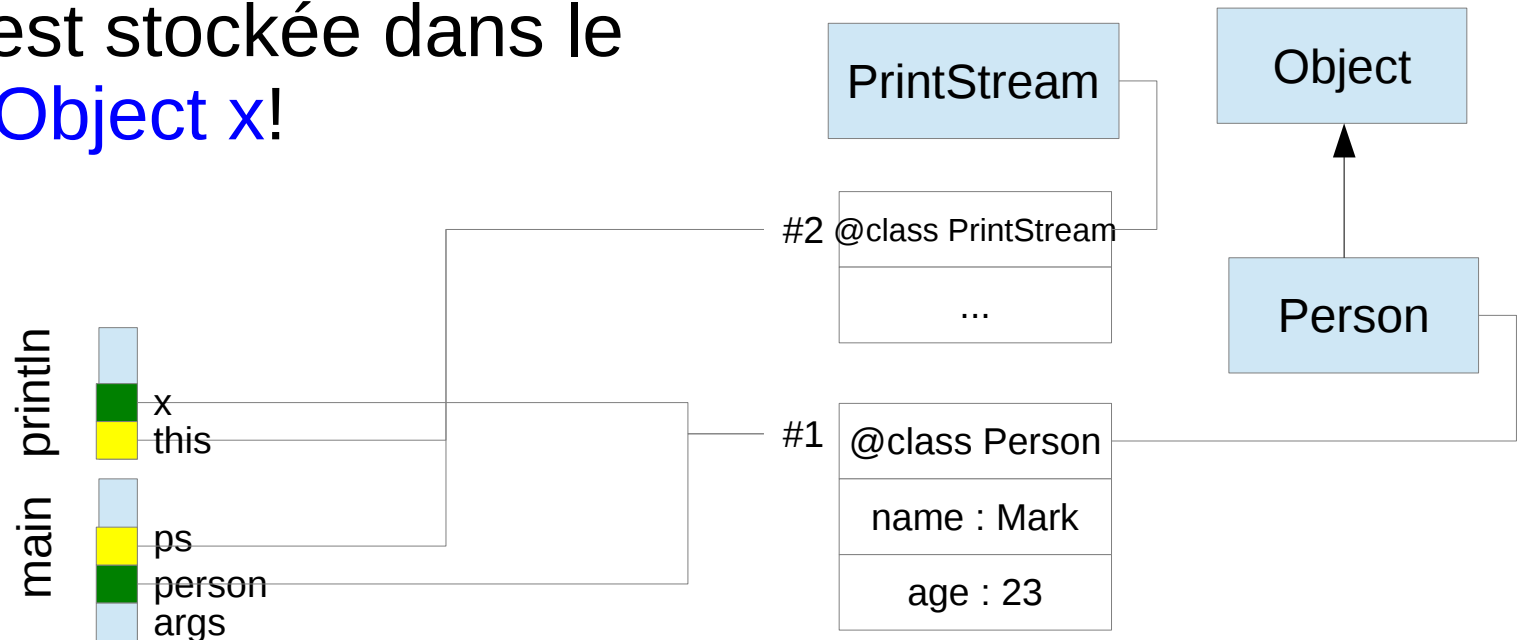 est stockée dans le
Object x!
PrintStream
Object
#2
@class PrintStream
...
Person
println
x
this
#1
@class Person
name : Mark
age : 23
main
ps
person
args